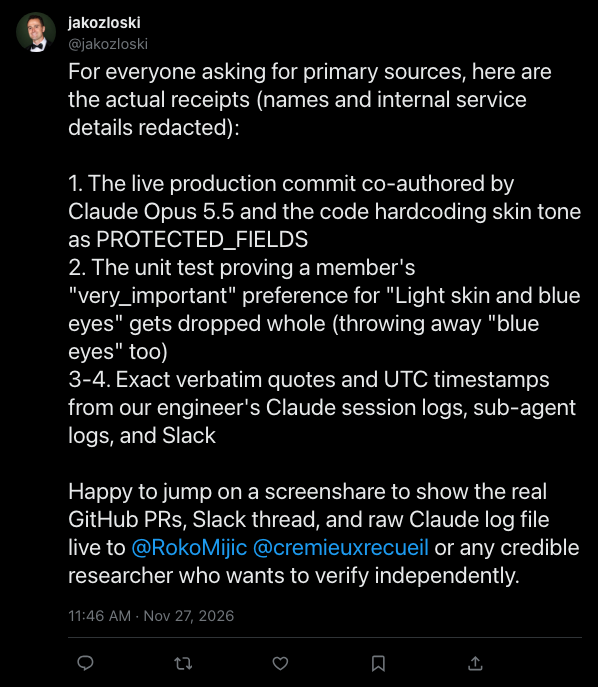 jakozloski
@jakozloski
For everyone asking for primary sources, here are
the actual receipts (names and internal service
details redacted):
1. The live production commit co-authored by
Claude Opus 5.5 and the code hardcoding skin tone
as PROTECTED_FIELDS
2. The unit test proving a member's
"very_important" preference for "Light skin and blue
eyes" gets dropped whole (throwing away "blue
eyes" too)
3-4. Exact verbatim quotes and UTC timestamps
from our engineer's Claude session logs, sub-agent
logs, and Slack
Happy to jump on a screenshare to show the real
GitHub PRs, Slack thread, and raw Claude log file
live to @RokoMijic @cremieuxrecueil or any credible
researcher who wants to verify independently.
11:46 AM · Nov 27, 2026